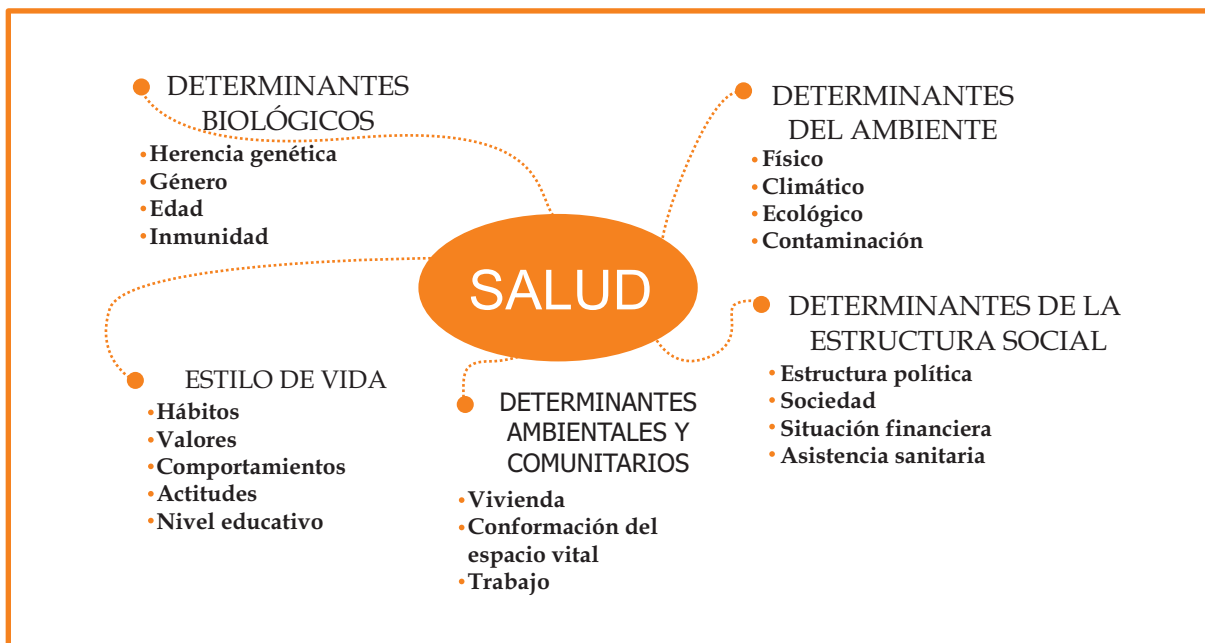 DETERMINANTES
BIOLÓGICOS
• Herencia genética
• Género
• Edad
• Inmunidad
DETERMINANTES
DEL AMBIENTE
• Físico
• Climático
• Ecológico
• Contaminación
SALUD
DETERMINANTES DE LA
ESTRUCTURA SOCIAL
• Estructura política
• Sociedad
• Situación financiera
• Asistencia sanitaria
ESTILO DE VIDA
• Hábitos
• Valores
• Comportamientos
• Actitudes
• Nivel educativo
DETERMINANTES
AMBIENTALES Y
COMUNITARIOS
• Vivienda
• Conformación del
espacio vital
• Trabajo